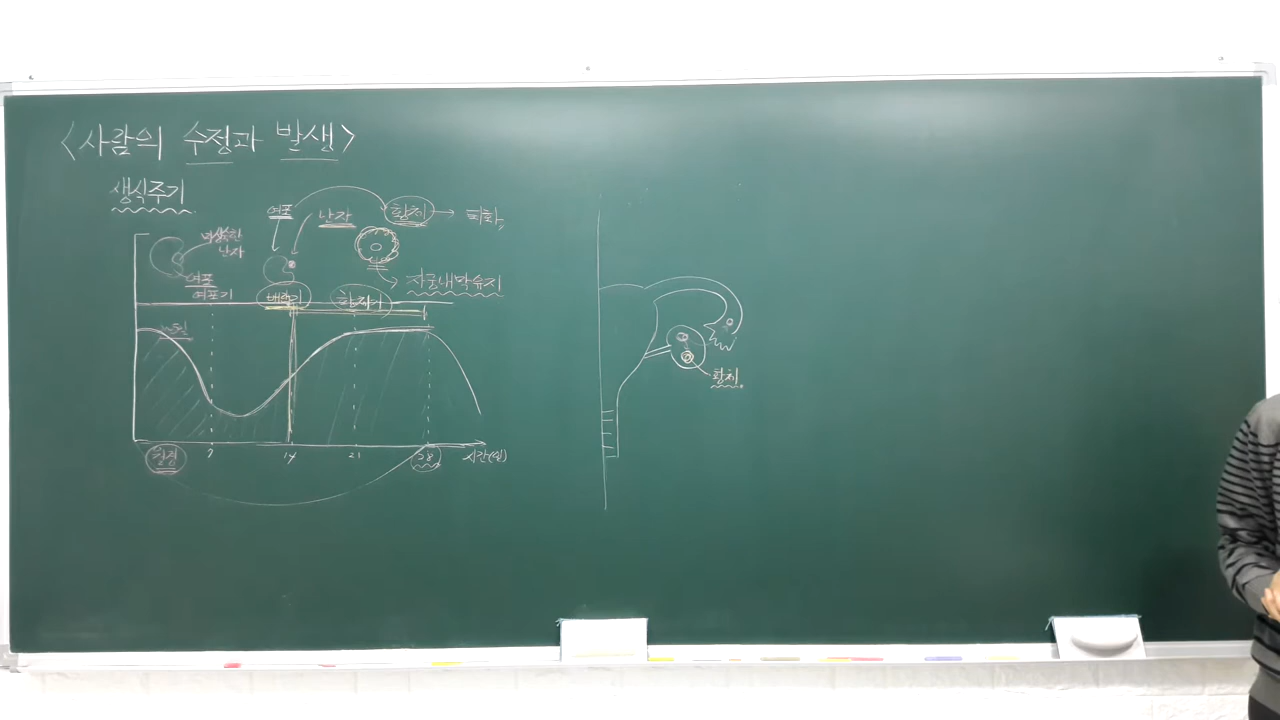 <사람의 수정과 발생>
생식주기
여포 난자 황체 → 퇴화
미성숙한
난자
여포
여포기
배란기
황체기
자궁내막유지
월경
7 14 21 28 시간(일)
황체